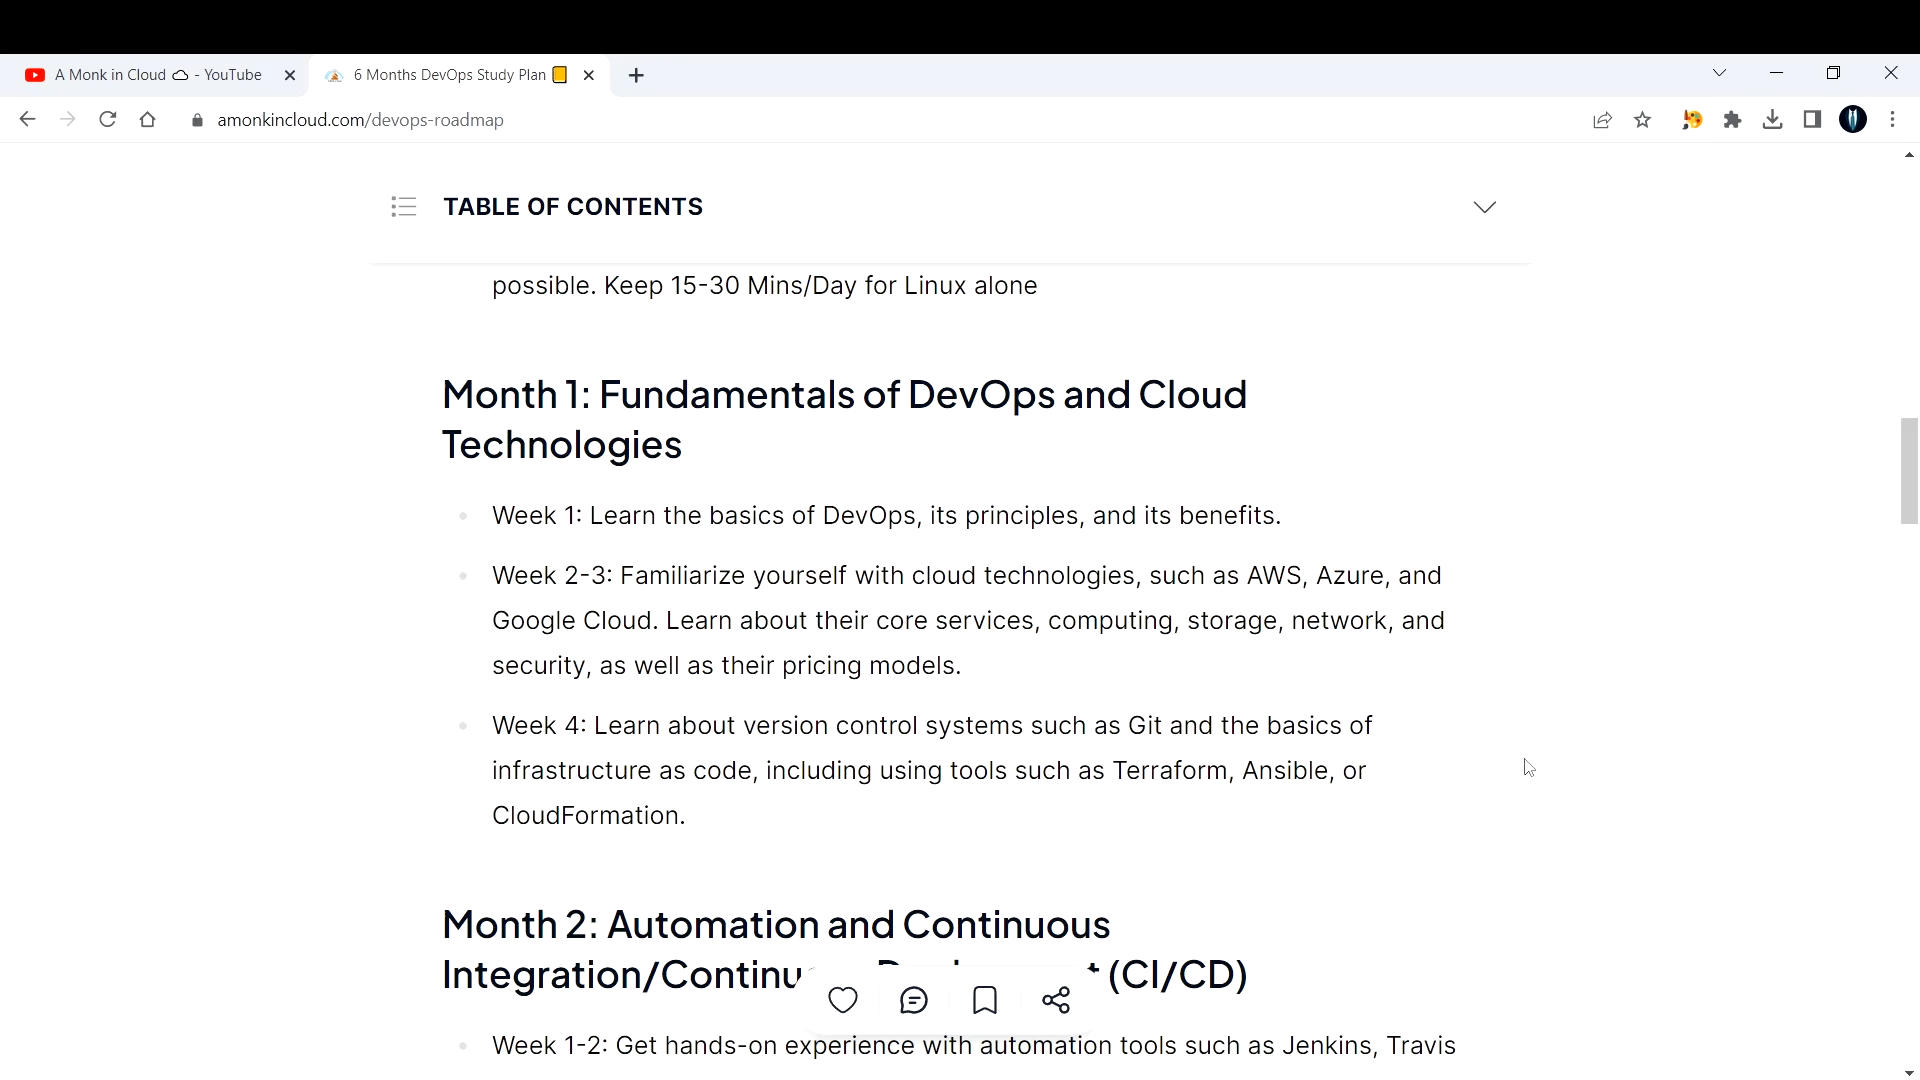 A Monk in Cloud - YouTube
6 Months DevOps Study Plan
amonkincloud.com/devops-roadmap
TABLE OF CONTENTS
possible. Keep 15-30 Mins/Day for Linux alone
Month 1: Fundamentals of DevOps and Cloud
Technologies
Week 1: Learn the basics of DevOps, its principles, and its benefits.
Week 2-3: Familiarize yourself with cloud technologies, such as AWS, Azure, and
Google Cloud. Learn about their core services, computing, storage, network, and
security, as well as their pricing models.
Week 4: Learn about version control systems such as Git and the basics of
infrastructure as code, including using tools such as Terraform, Ansible, or
CloudFormation.
Month 2: Automation and Continuous
(CI/CD)
Week 1-2: Get hands-on experience with automation tools such as Jenkins, Travis